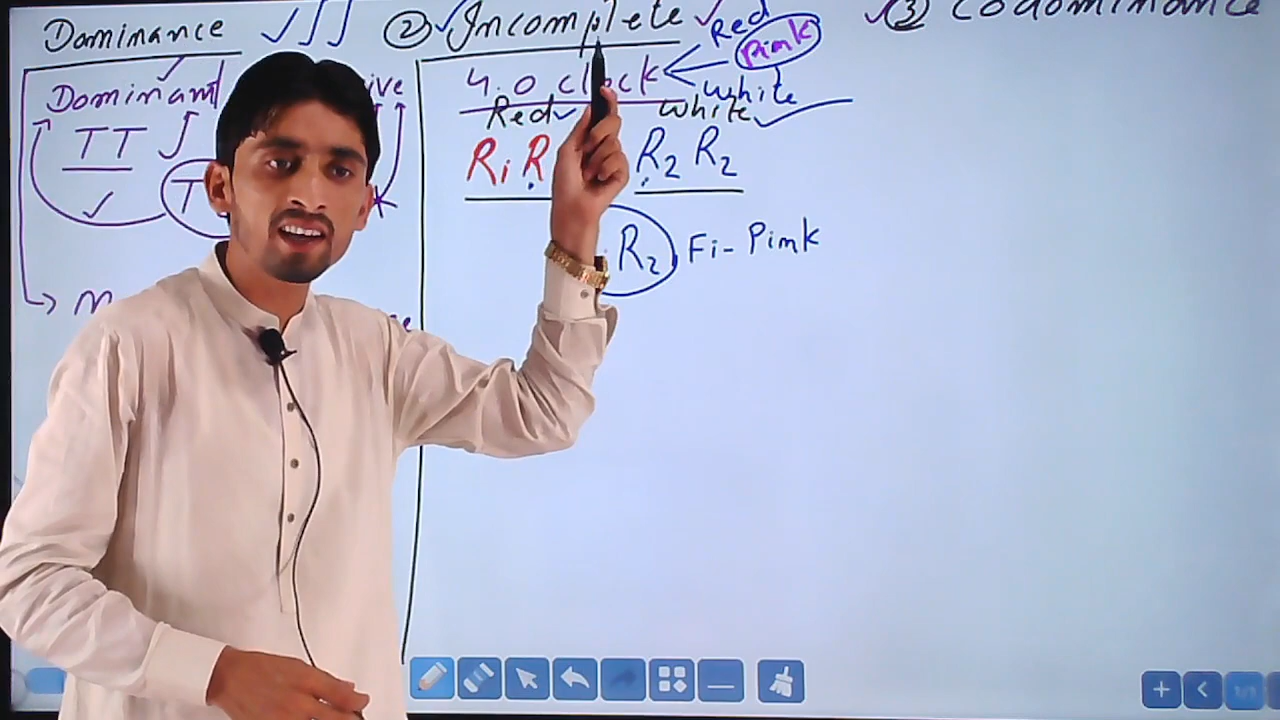 Dominance
② Incomplete
③ Codominance
Red
Pink
4.0 clock
White
Dominant
Red
White
TT
R1 R
R2 R2
T
R2
F1 - Pink